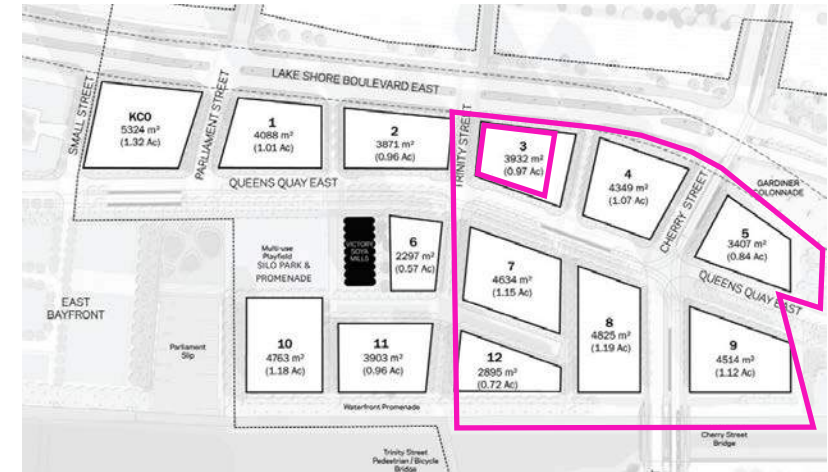 LAKE SHORE BOULEVARD EAST
SMALL STREET
PARLIAMENT STREET
TRINITY STREET
CHERRY STREET
KCO
5324 m²
(1.32 Ac)
1
4088 m²
(1.01 Ac)
2
3871 m²
(0.96 Ac)
3
3932 m²
(0.97 Ac)
4
4349 m²
(1.07 Ac)
GARDINER
COLONNADE
5
3407 m²
(0.84 Ac)
QUEENS QUAY EAST
QUEENS QUAY EAST
Multi-use
Playfield
SILO PARK &
PROMENADE
VICTORY
SOYA
MILLS
6
2297 m²
(0.57 Ac)
7
4634 m²
(1.15 Ac)
8
4825 m²
(1.19 Ac)
EAST
BAYFRONT
Parliament
Slip
10
4763 m²
(1.18 Ac)
11
3903 m²
(0.96 Ac)
12
2895 m²
(0.72 Ac)
9
4514 m²
(1.12 Ac)
Waterfront Promenade
Cherry Street
Bridge
Trinity Street
Pedestrian / Bicycle
Bridge